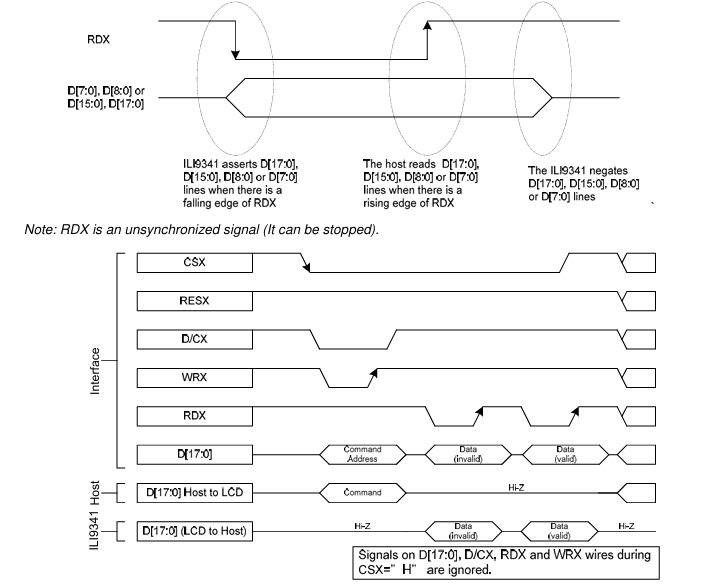 RDX
D[7:0], D[8:0] or
D[15:0], D[17:0]
ILI9341 asserts D[17:0],
D[15:0], D[8:0] or D[7:0]
lines when there is a
falling edge of RDX
The host reads D[17:0],
D[15:0], D[8:0] or D[7:0]
lines when there is a
rising edge of RDX
The ILI9341 negates
D[17:0], D[15:0], D[8:0]
or D[7:0] lines
Note: RDX is an unsynchronized signal (It can be stopped).
Interface
CSX
RESX
D/CX
WRX
RDX
D[17:0]
Command
Address
Data
(invalid)
Data
(valid)
Host
D[17:0] Host to LCD
Command
Hi-Z
ILI9341
D[17:0] (LCD to Host)
Hi-Z
Data
(invalid)
Data
(valid)
Hi-Z
Signals on D[17:0], D/CX, RDX and WRX wires during
CSX=" H" are ignored.